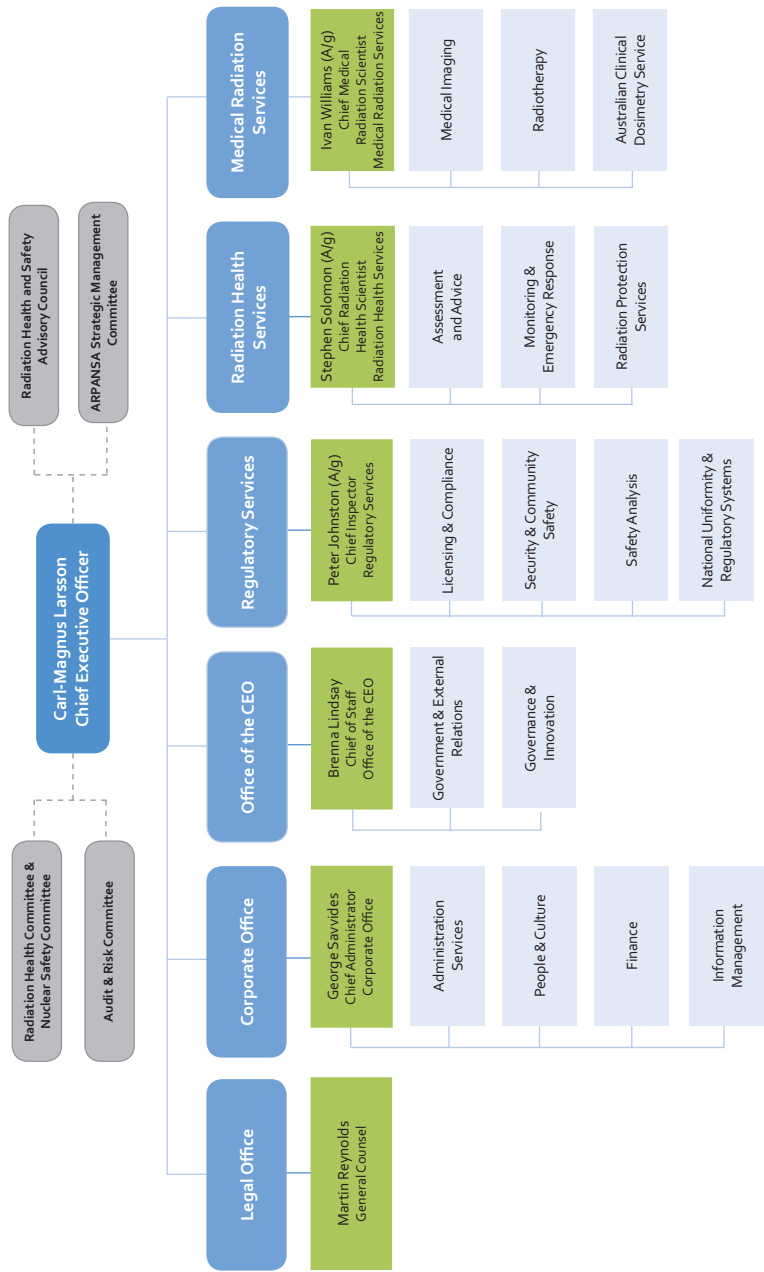 Radiation Health Committee &
Nuclear Safety Committee
Audit & Risk Committee
Carl-Magnus Larsson
Chief Executive Officer
Radiation Health and Safety
Advisory Council
ARPANSA Strategic Management
Committee
Legal Office
Martin Reynolds
General Counsel
Corporate Office
George Savvides
Chief Administrator
Corporate Office
Administration
Services
People & Culture
Finance
Information
Management
Office of the CEO
Brenna Lindsay
Chief of Staff
Office of the CEO
Government & External
Relations
Governance &
Innovation
Regulatory Services
Peter Johnston (A/g)
Chief Inspector
Regulatory Services
Licensing & Compliance
Security & Community
Safety
Safety Analysis
National Uniformity &
Regulatory Systems
Radiation Health
Services
Stephen Solomon (A/g)
Chief Radiation
Health Scientist
Radiation Health Services
Assessment
and Advice
Monitoring &
Emergency Response
Radiation Protection
Services
Medical Radiation
Services
Ivan Williams (A/g)
Chief Medical
Radiation Scientist
Medical Radiation Services
Medical Imaging
Radiotherapy
Australian Clinical
Dosimetry Service